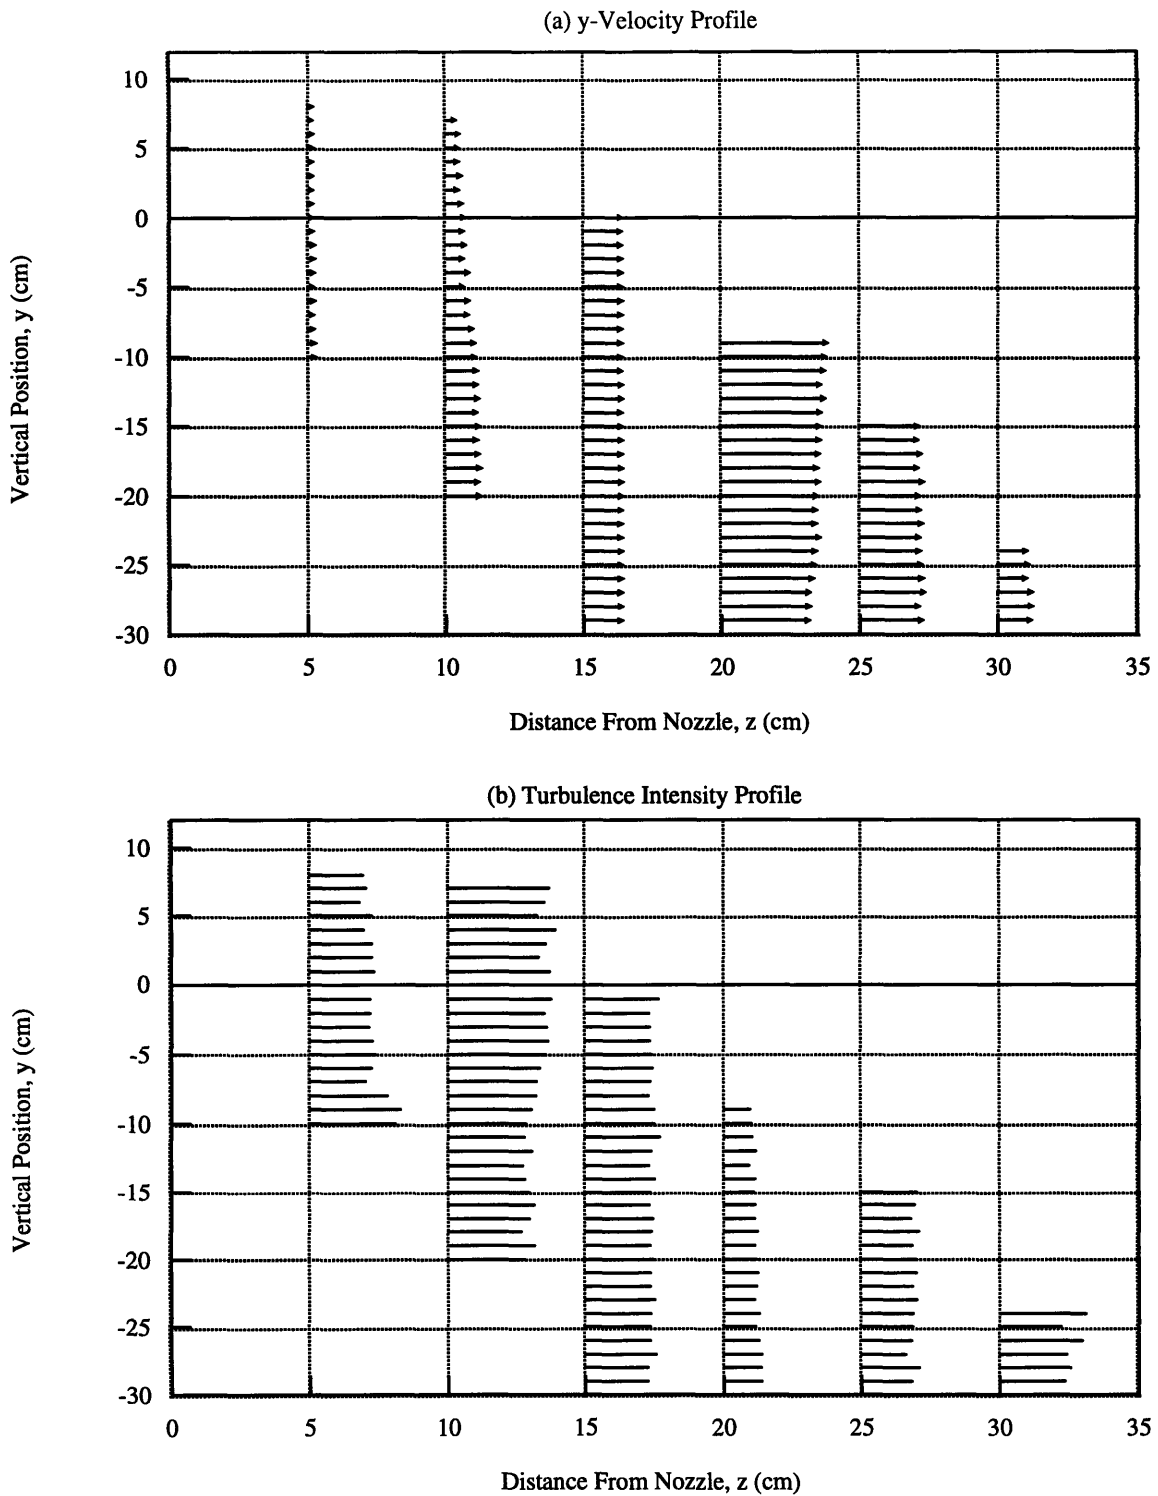 (a) y-Velocity Profile
10
5
0
-5
-10
-15
-20
-25
-30
Vertical Position, y (cm)
0 5 10 15 20 25 30 35
Distance From Nozzle, z (cm)
(b) Turbulence Intensity Profile
10
5
0
-5
-10
-15
-20
-25
-30
Vertical Position, y (cm)
0 5 10 15 20 25 30 35
Distance From Nozzle, z (cm)